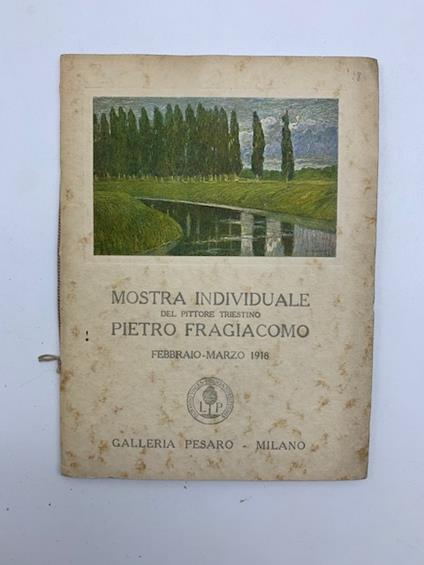 MOSTRA INDIVIDUALE
DEL PITTORE TRIESTINO
PIETRO FRAGIACOMO
FEBBRAIO-MARZO 1918
L P
GALLERIA PESARO - MILANO